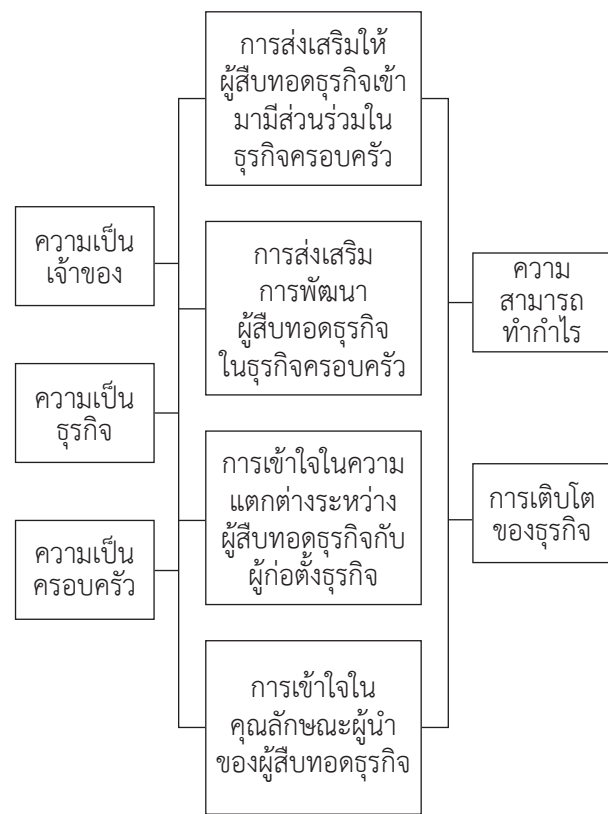 ความเป็น
เจ้าของ
ความเป็น
ธุรกิจ
ความเป็น
ครอบครัว
การส่งเสริมให้
ผู้สืบทอดธุรกิจเข้า
มามีส่วนร่วมใน
ธุรกิจครอบครัว
การส่งเสริม
การพัฒนา
ผู้สืบทอดธุรกิจ
ในธุรกิจครอบครัว
การเข้าใจในความ
แตกต่างระหว่าง
ผู้สืบทอดธุรกิจกับ
ผู้ก่อตั้งธุรกิจ
การเข้าใจใน
คุณลักษณะผู้นำ
ของผู้สืบทอดธุรกิจ
ความ
สามารถ
ทำกำไร
การเติบโต
ของธุรกิจ